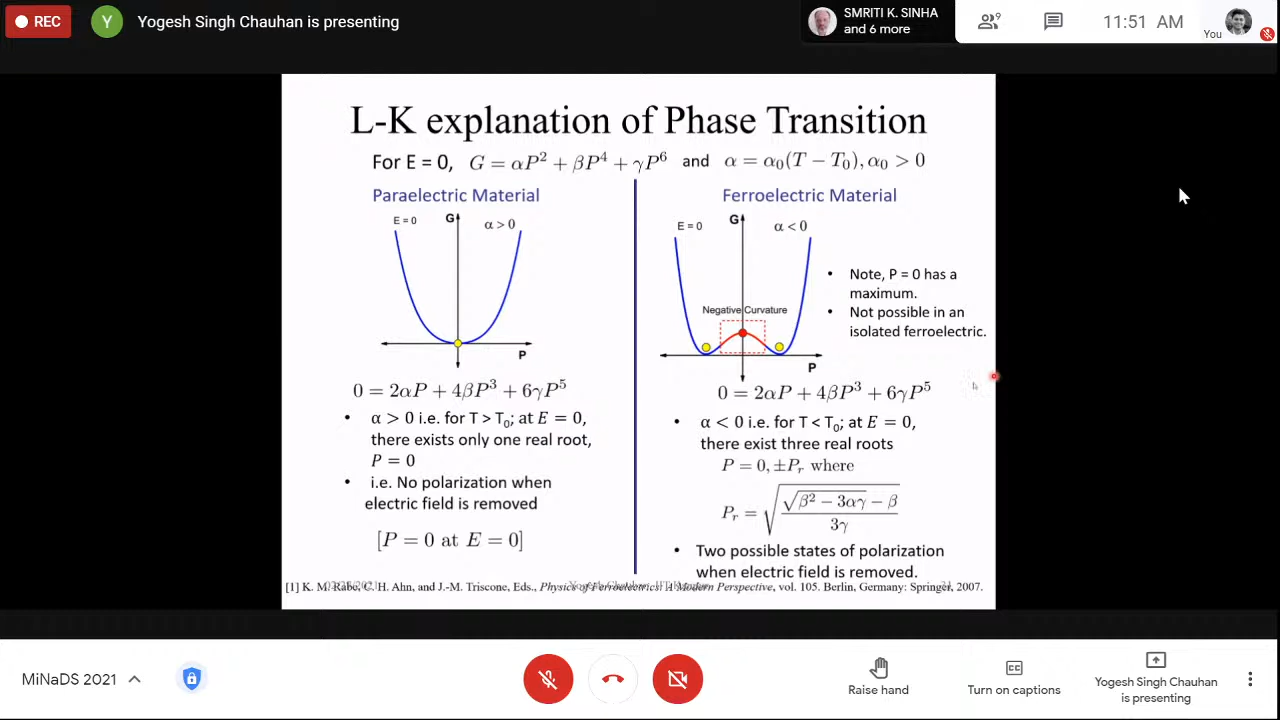 REC
Y
Yogesh Singh Chauhan is presenting
SMRITI K. SINHA
and 6 more
9
11:51 AM
You
L-K explanation of Phase Transition
For E = 0, G = αP² + βP⁴ + γP⁶ and α = α₀(T − T₀), α₀ > 0
Paraelectric Material
E = 0
G
α > 0
P
0 = 2αP + 4βP³ + 6γP⁵
• α > 0 i.e. for T > T₀; at E = 0,
there exists only one real root,
P = 0
• i.e. No polarization when
electric field is removed
[P = 0 at E = 0]
Ferroelectric Material
E = 0
G
α < 0
Negative Curvature
P
• Note, P = 0 has a
maximum.
• Not possible in an
isolated ferroelectric.
0 = 2αP + 4βP³ + 6γP⁵
• α < 0 i.e. for T < T₀; at E = 0,
there exist three real roots
P = 0, ±Pᵣ where
Pᵣ = √((√(β² − 3αγ) − β)/(3γ))
• Two possible states of polarization
when electric field is removed.
[1] K. M. Rabe, C. H. Ahn, and J.-M. Triscone, Eds., Physics of Ferroelectrics: A Modern Perspective, vol. 105. Berlin, Germany: Springer, 2007.
MiNaDS 2021
Raise hand
CC
Turn on captions
Yogesh Singh Chauhan
is presenting